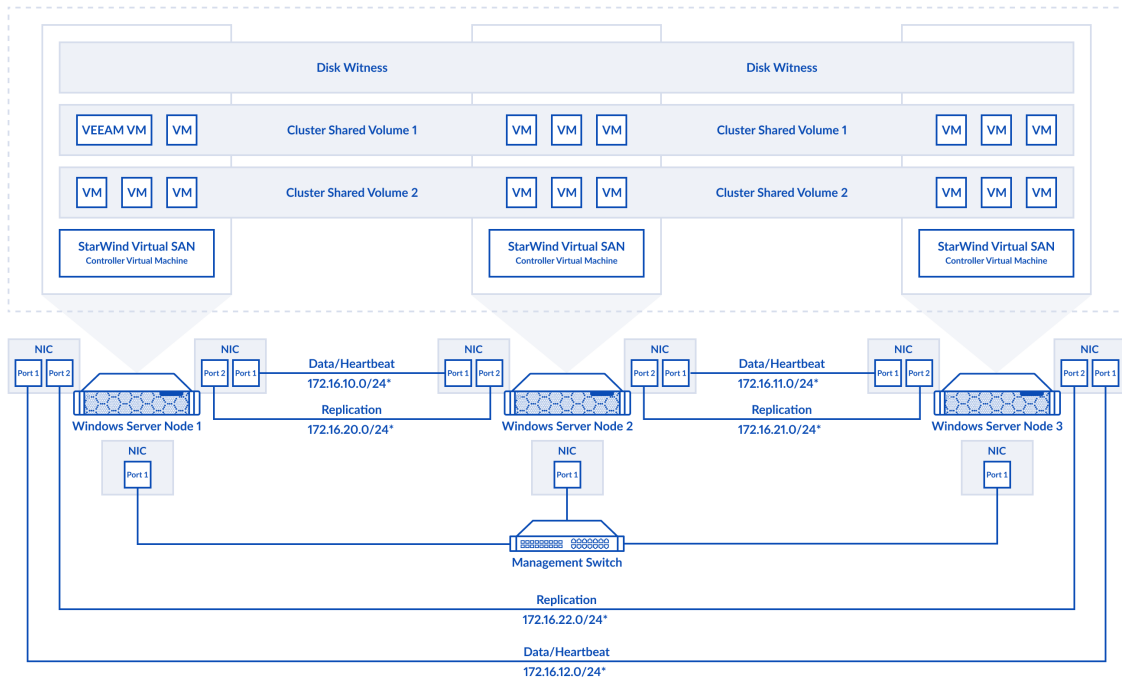 Disk Witness
Disk Witness
VEEAM VM
VM
Cluster Shared Volume 1
VM
VM
VM
Cluster Shared Volume 1
VM
VM
VM
VM
VM
VM
Cluster Shared Volume 2
VM
VM
VM
Cluster Shared Volume 2
VM
VM
VM
StarWind Virtual SAN
Controller Virtual Machine
StarWind Virtual SAN
Controller Virtual Machine
StarWind Virtual SAN
Controller Virtual Machine
NIC
Port 1
Port 2
NIC
Port 2
Port 1
Data/Heartbeat
172.16.10.0/24*
NIC
Port 1
Port 2
NIC
Port 2
Port 1
Data/Heartbeat
172.16.11.0/24*
NIC
Port 1
Port 2
NIC
Port 2
Port 1
Replication
172.16.20.0/24*
Replication
172.16.21.0/24*
Windows Server Node 1
Windows Server Node 2
Windows Server Node 3
NIC
Port 1
NIC
Port 1
NIC
Port 1
Management Switch
Replication
172.16.22.0/24*
Data/Heartbeat
172.16.12.0/24*